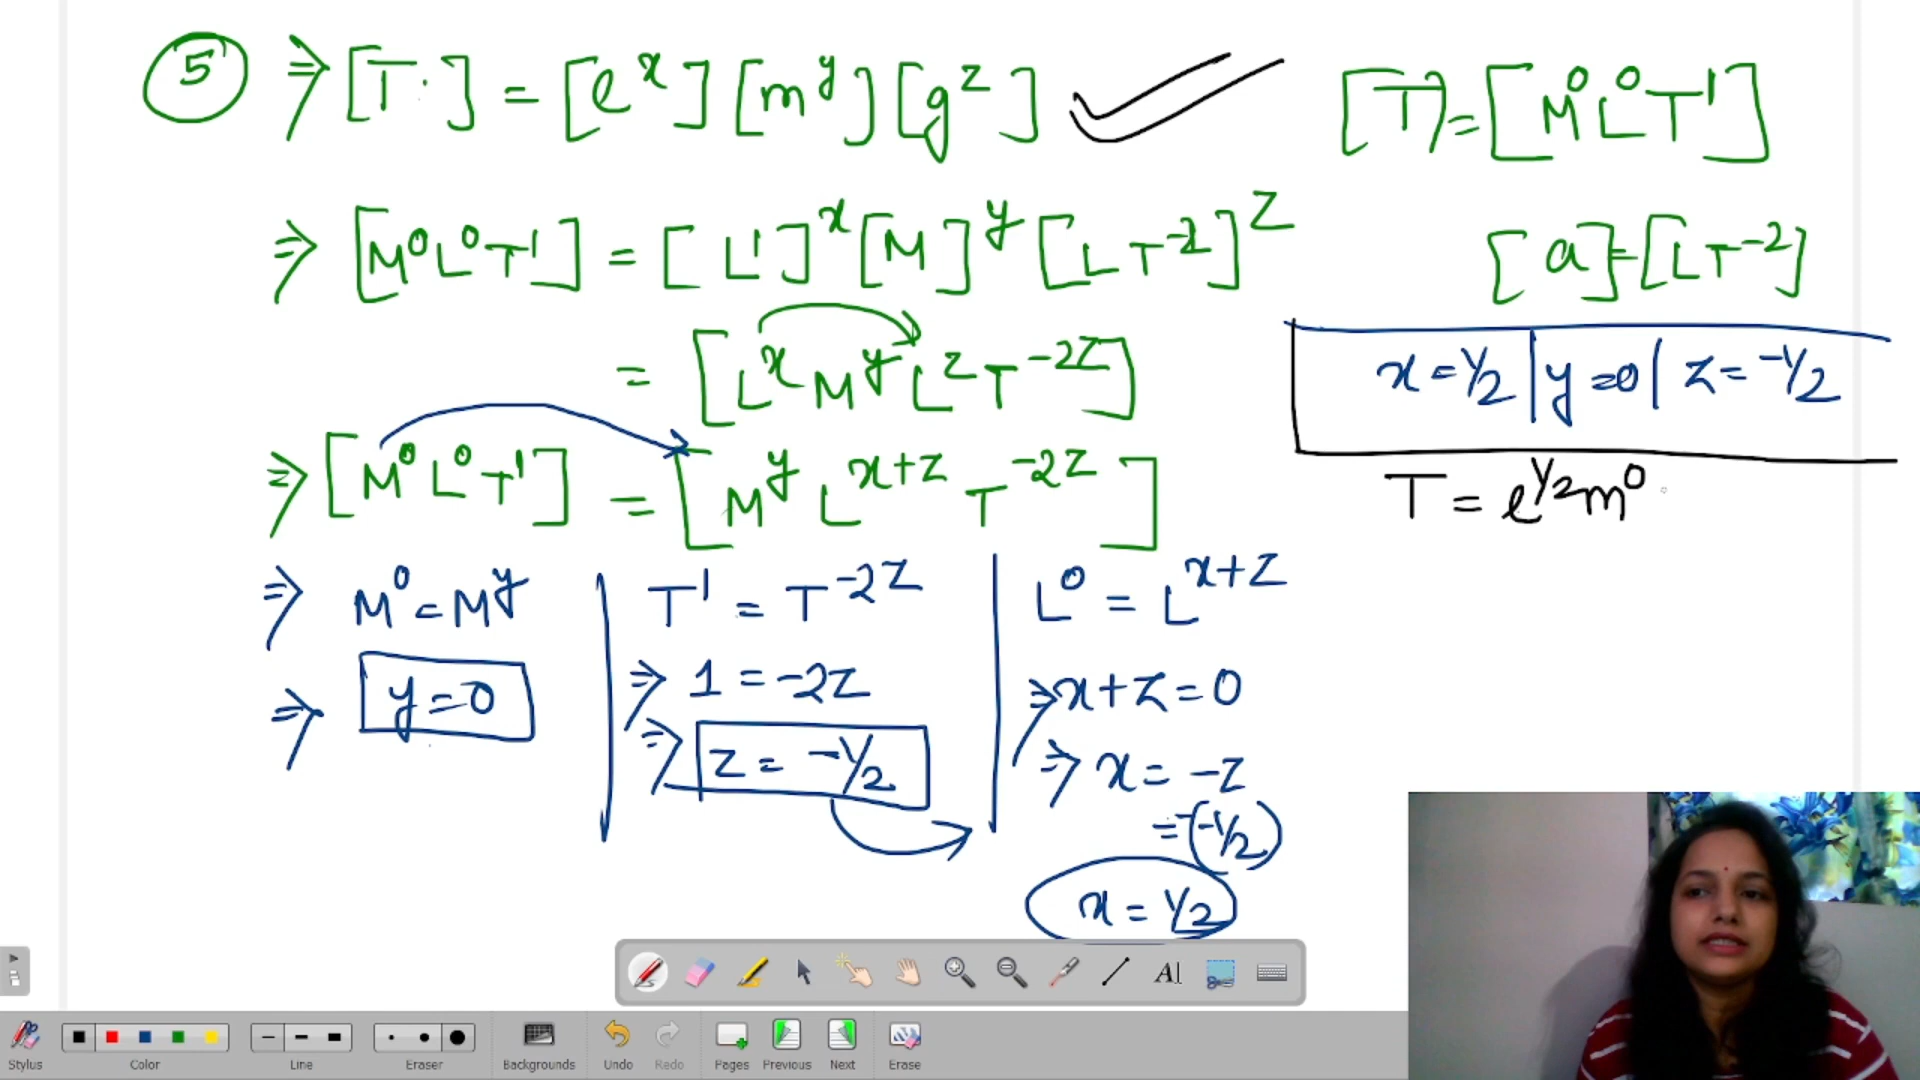 5 ⇒ [T] = [l^x] [m^y] [g^z]
[T] = [M^0 L^0 T^1]
⇒ [M^0 L^0 T^1] = [L^1]^x [M]^y [L T^-2]^z
[a] = [L T^-2]
= [L^x M^y L^z T^-2z]
x = 1/2 | y = 0 | z = -1/2
⇒ [M^0 L^0 T^1] = [M^y L^x+z T^-2z]
T = l^1/2 m^0
⇒ M^0 = M^y
⇒ y = 0
T^1 = T^-2z
⇒ 1 = -2z
⇒ z = -1/2
L^0 = L^x+z
⇒ x + z = 0
⇒ x = -z
= -(-1/2)
x = 1/2
AI
Stylus
Color
Line
Eraser
Backgrounds
Undo
Redo
Pages
Previous
Next
Erase